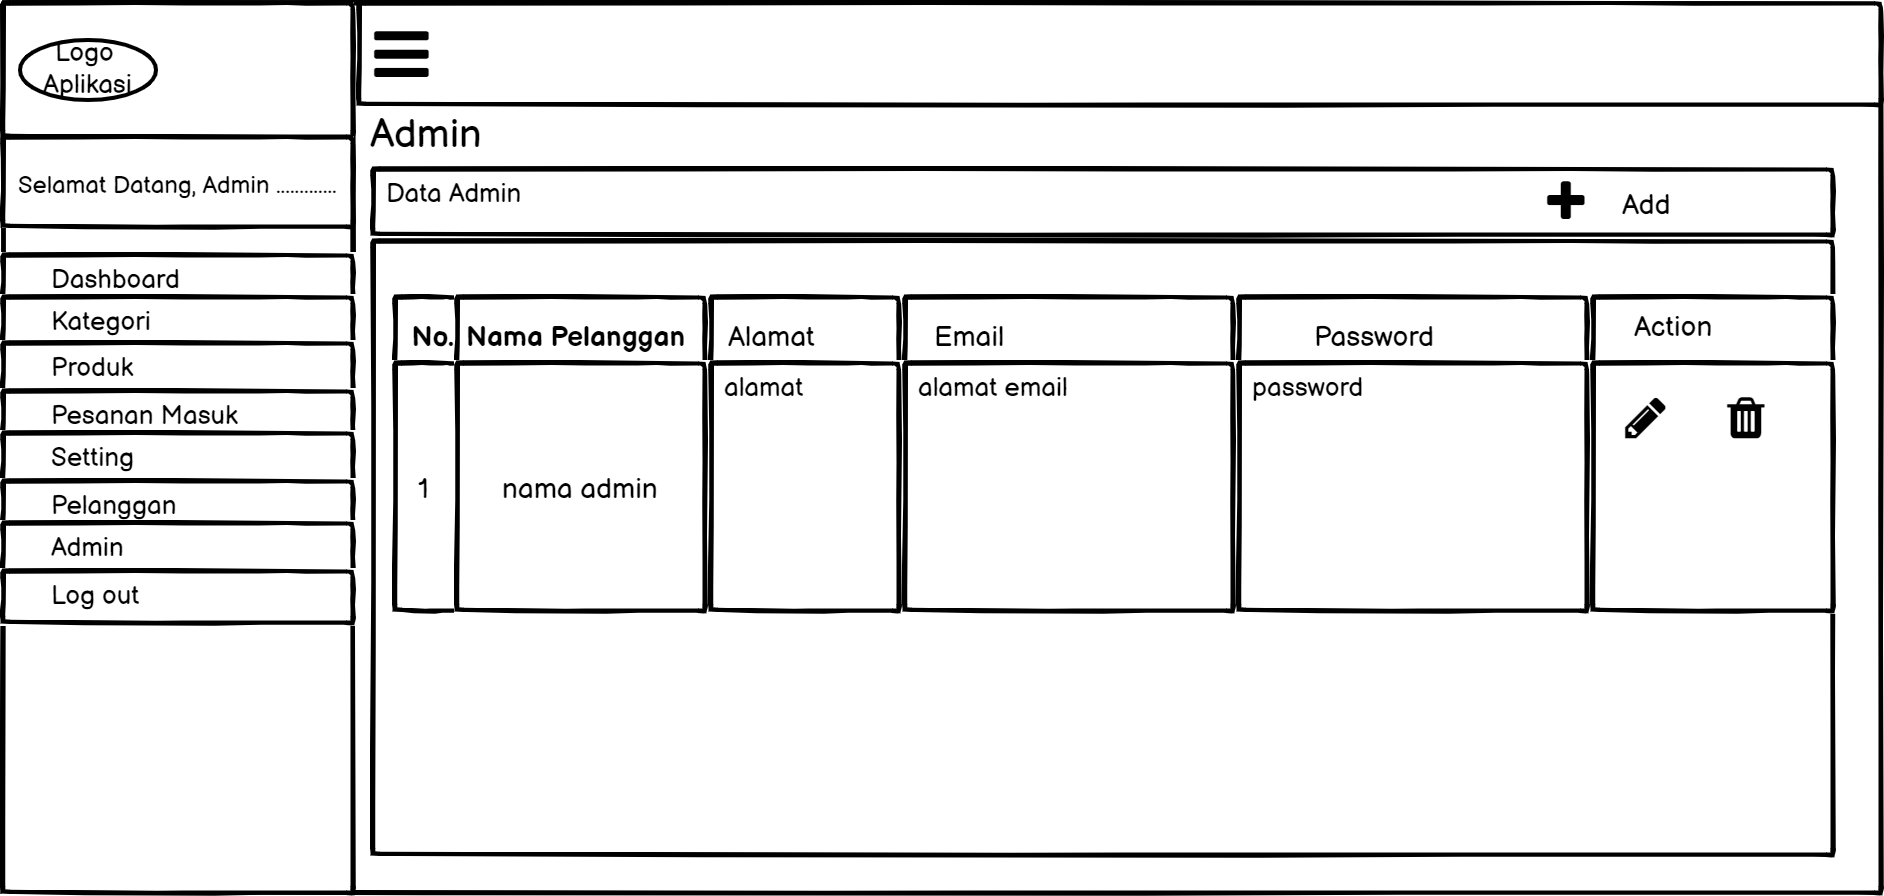 Logo
Aplikasi
Selamat Datang, Admin .............
Dashboard
Kategori
Produk
Pesanan Masuk
Setting
Pelanggan
Admin
Log out
Admin
Data Admin
Add
No. Nama Pelanggan Alamat Email Password Action
1 nama admin alamat alamat email password